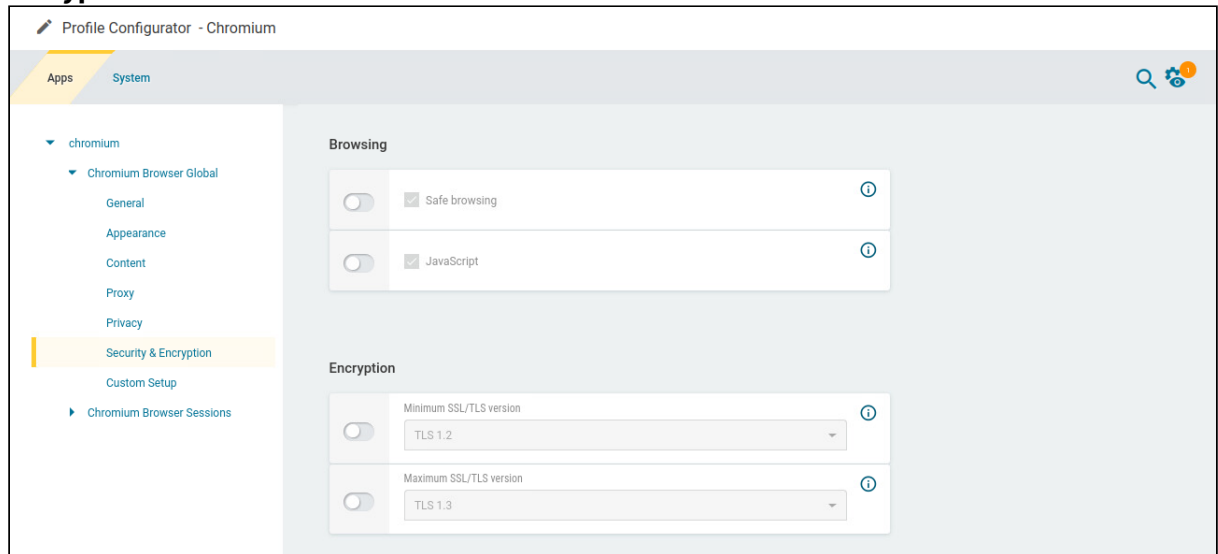 Profile Configurator - Chromium
Apps
System
chromium
Chromium Browser Global
General
Appearance
Content
Proxy
Privacy
Security & Encryption
Custom Setup
Chromium Browser Sessions
Browsing
Safe browsing
JavaScript
Encryption
Minimum SSL/TLS version
TLS 1.2
Maximum SSL/TLS version
TLS 1.3